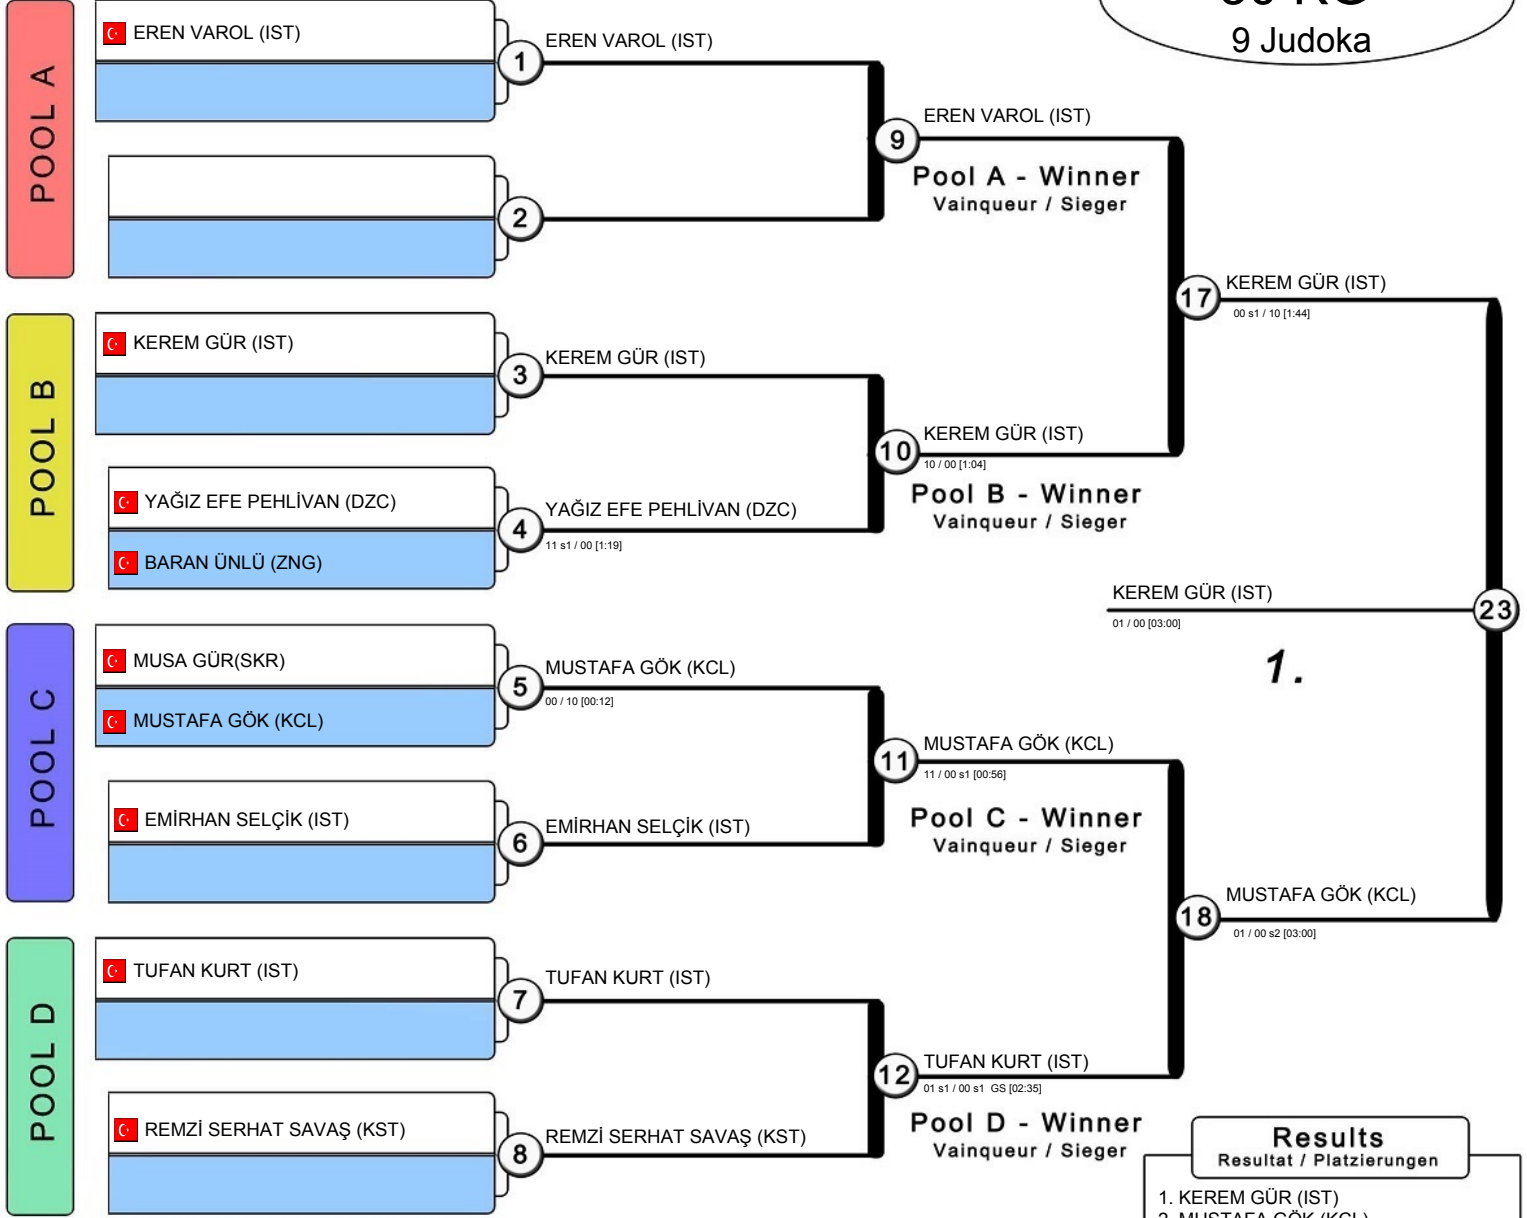 9 Judoka
POOL A
EREN VAROL (IST)
1
EREN VAROL (IST)
2
9
EREN VAROL (IST)
Pool A - Winner
Vainqueur / Sieger
POOL B
KEREM GÜR (IST)
3
KEREM GÜR (IST)
YAĞIZ EFE PEHLİVAN (DZC)
BARAN ÜNLÜ (ZNG)
4
YAĞIZ EFE PEHLİVAN (DZC)
11 s1 / 00 [1:19]
10
KEREM GÜR (IST)
10 / 00 [1:04]
Pool B - Winner
Vainqueur / Sieger
17
KEREM GÜR (IST)
00 s1 / 10 [1:44]
KEREM GÜR (IST)
01 / 00 [03:00]
23
1.
POOL C
MUSA GÜR(SKR)
MUSTAFA GÖK (KCL)
5
MUSTAFA GÖK (KCL)
00 / 10 [00:12]
EMİRHAN SELÇİK (IST)
6
EMİRHAN SELÇİK (IST)
11
MUSTAFA GÖK (KCL)
11 / 00 s1 [00:56]
Pool C - Winner
Vainqueur / Sieger
18
MUSTAFA GÖK (KCL)
01 / 00 s2 [03:00]
POOL D
TUFAN KURT (IST)
7
TUFAN KURT (IST)
REMZİ SERHAT SAVAŞ (KST)
8
REMZİ SERHAT SAVAŞ (KST)
12
TUFAN KURT (IST)
01 s1 / 00 s1 GS [02:35]
Pool D - Winner
Vainqueur / Sieger
Results
Resultat / Platzierungen
1. KEREM GÜR (IST)
2. MUSTAFA GÖK (KCL)